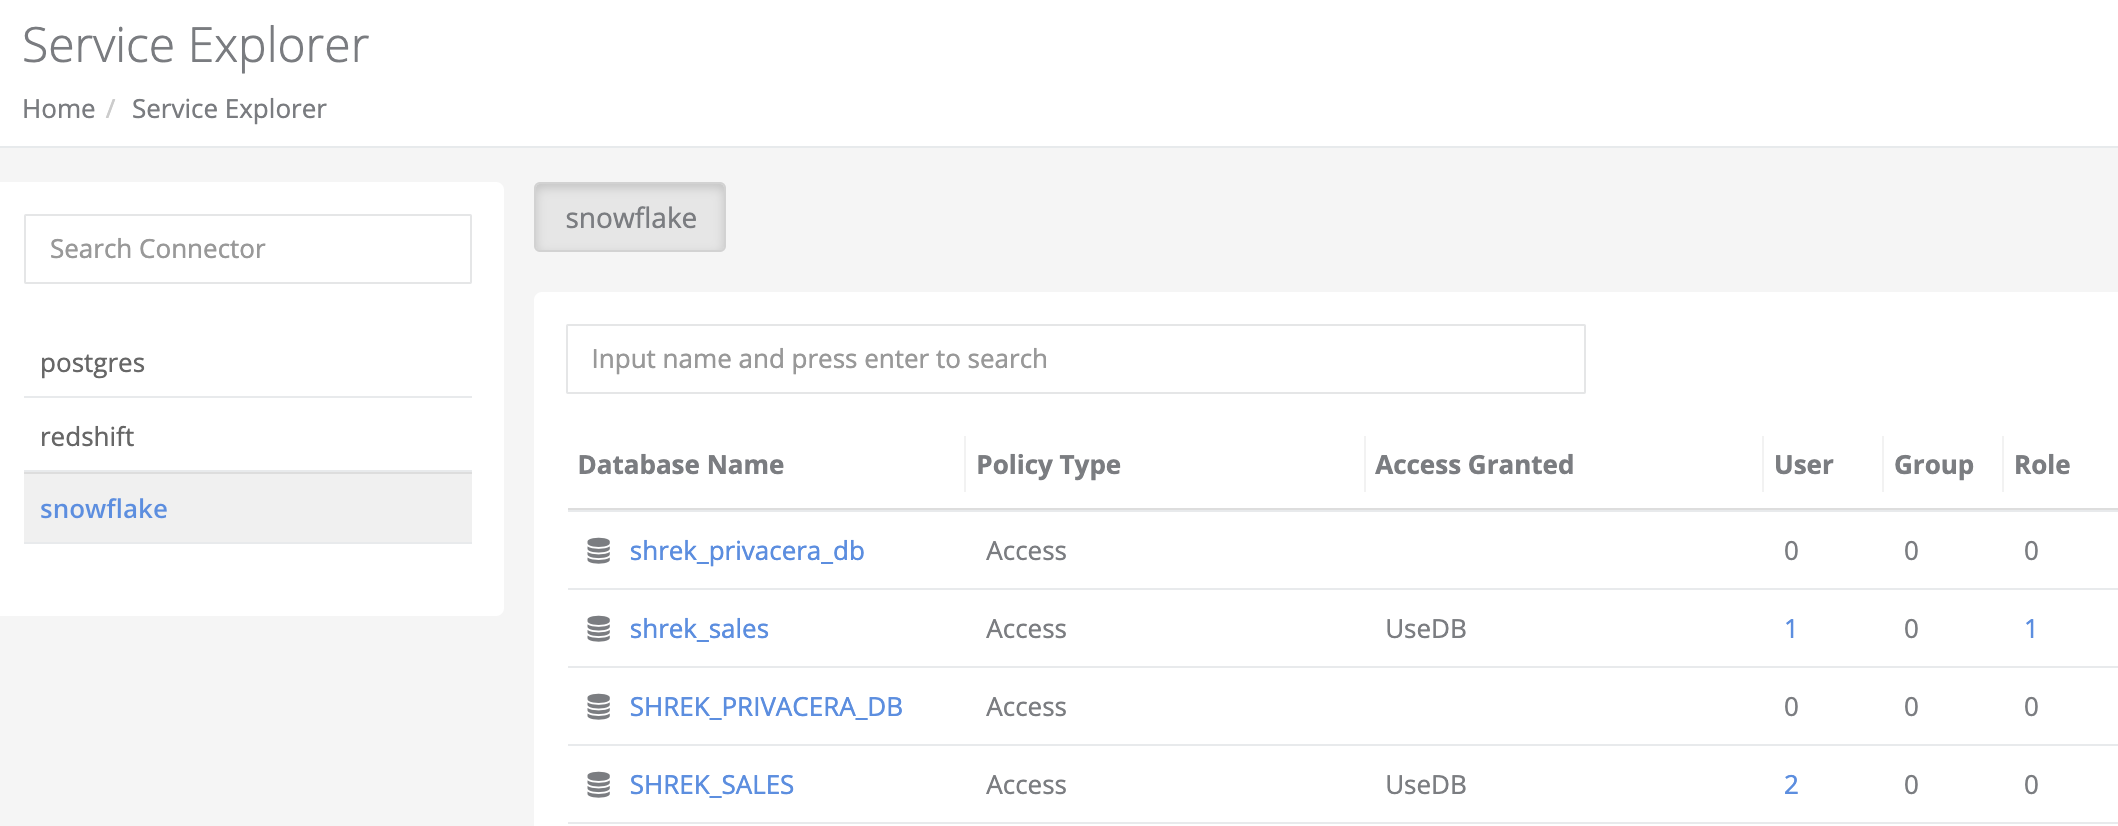 Service Explorer
Home / Service Explorer
Search Connector
postgres
redshift
snowflake
snowflake
Input name and press enter to search
Database Name Policy Type Access Granted User Group Role
shrek_privacera_db Access 0 0 0
shrek_sales Access UseDB 1 0 1
SHREK_PRIVACERA_DB Access 0 0 0
SHREK_SALES Access UseDB 2 0 0